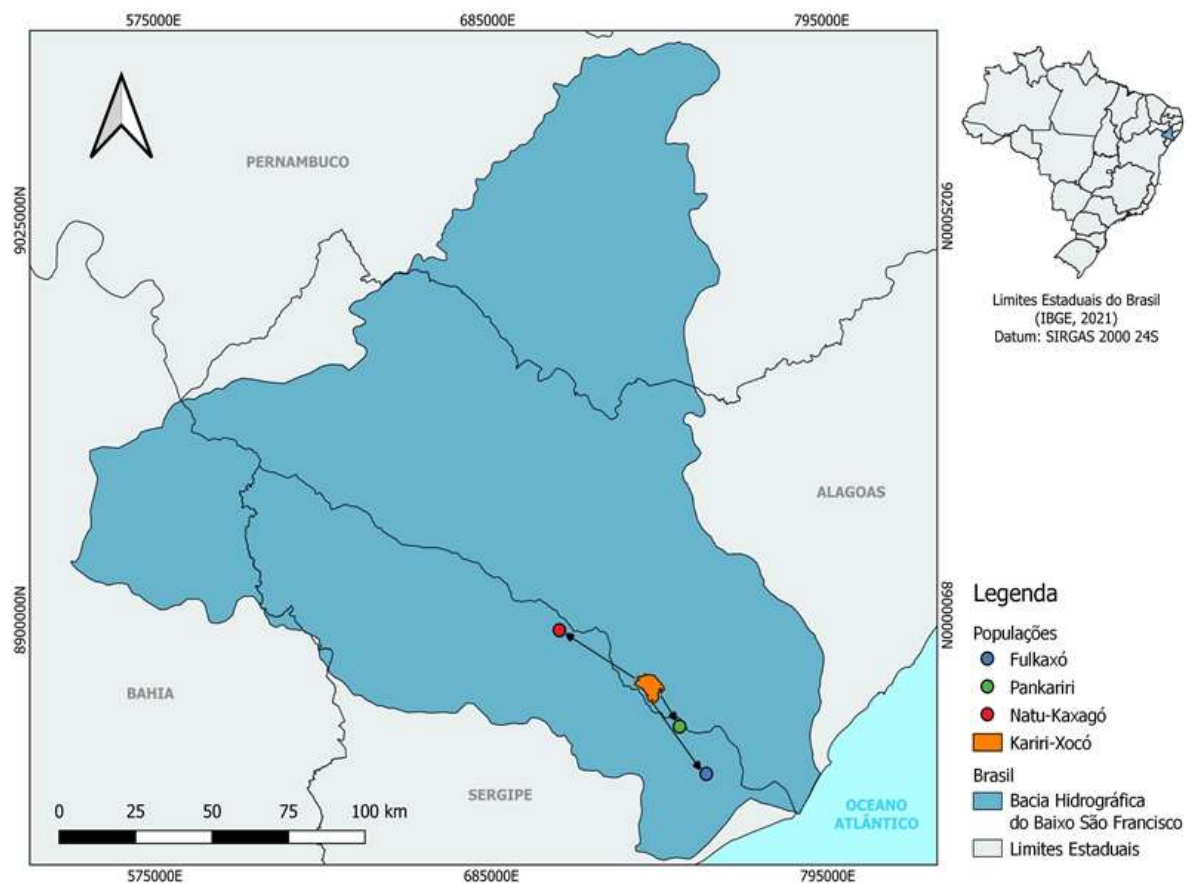 575000E
685000E
795000E
PERNAMBUCO
9025000N
9025000N
Limites Estaduais do Brasil
(IBGE, 2021)
Datum: SIRGAS 2000 24S
ALAGOAS
8900000N
8900000N
BAHIA
SERGIPE
OCEANO
ATLÂNTICO
0 25 50 75 100 km
575000E
685000E
795000E
Legenda
Populações
Fulkaxó
Pankariri
Natu-Kaxagó
Kariri-Xocó
Brasil
Bacia Hidrográfica
do Baixo São Francisco
Limites Estaduais